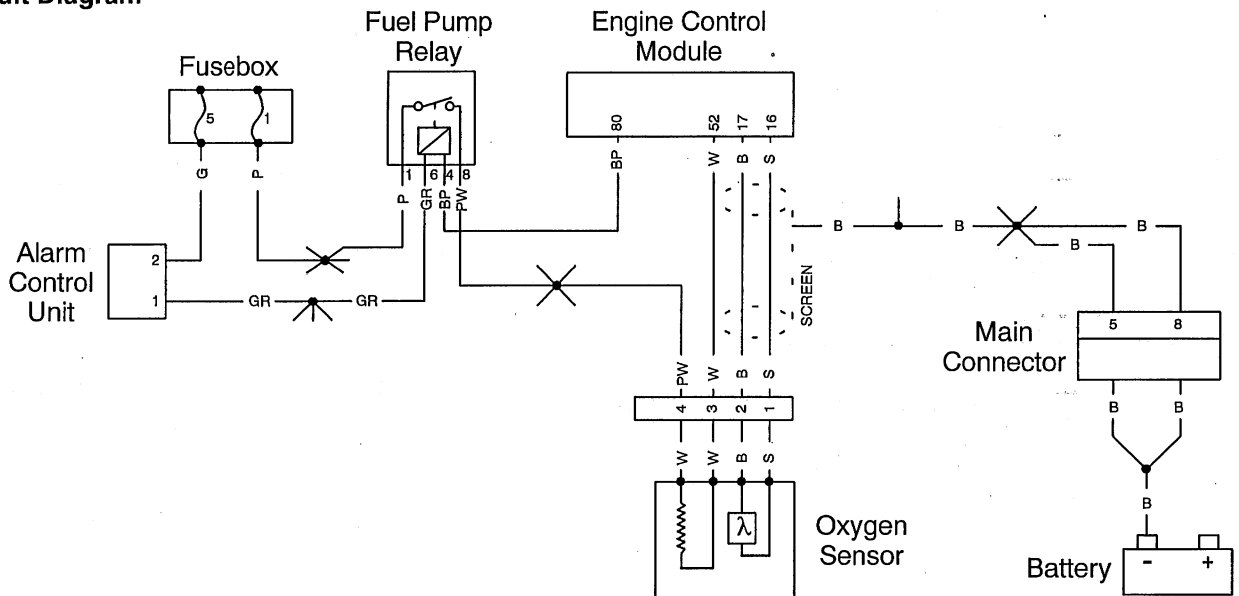 uit Diagram
Fuel Pump
Relay
Engine Control
Module
Fusebox
5
1
G
P
1
6
4
8
P
GR
BP
PW
80
52
17
16
BP
W
B
S
SCREEN
B
B
B
B
Alarm
Control
Unit
2
1
GR
GR
PW
W
B
S
4
3
2
1
W
W
B
S
λ
Oxygen
Sensor
Main
Connector
5
8
B
B
B
Battery
-
+